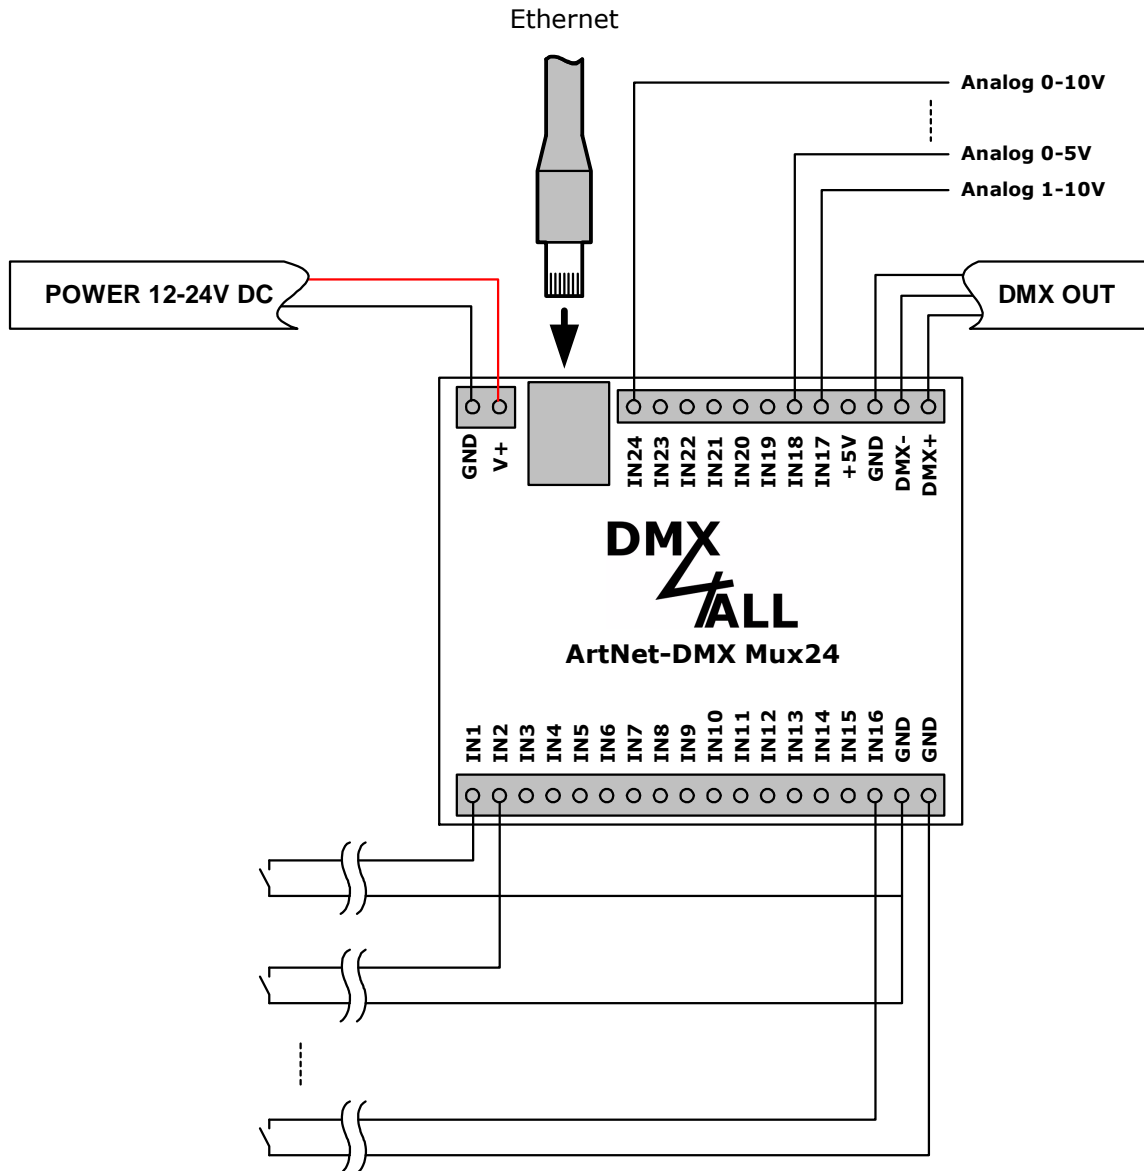 Ethernet
Analog 0-10V
Analog 0-5V
Analog 1-10V
POWER 12-24V DC
DMX OUT
GND
V+
IN24
IN23
IN22
IN21
IN20
IN19
IN18
IN17
+5V
GND
DMX-
DMX+
DMX
4
ALL
ArtNet-DMX Mux24
IN1
IN2
IN3
IN4
IN5
IN6
IN7
IN8
IN9
IN10
IN11
IN12
IN13
IN14
IN15
IN16
GND
GND